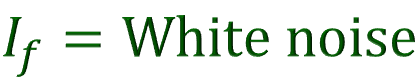 I_f = White noise